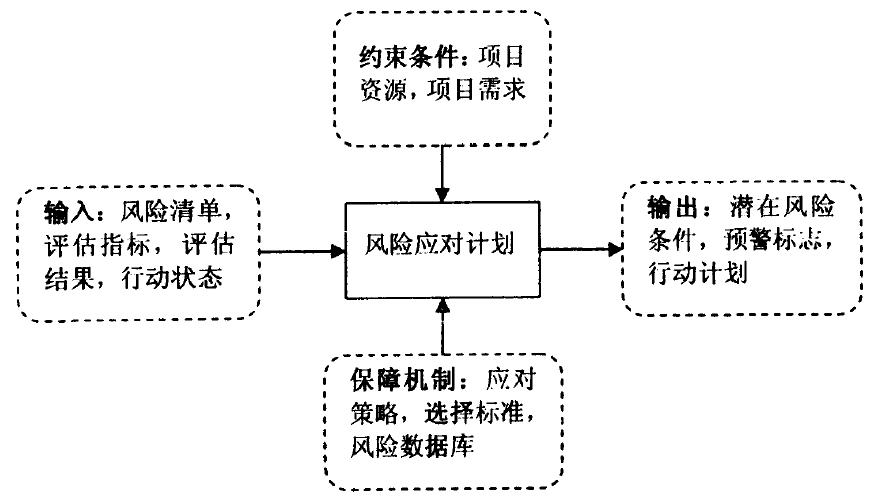 约束条件：项目
资源，项目需求
输入：风险清单，
评估指标，评估
结果，行动状态
风险应对计划
输出：潜在风险
条件，预警标志，
行动计划
保障机制：应对
策略，选择标准，
风险数据库